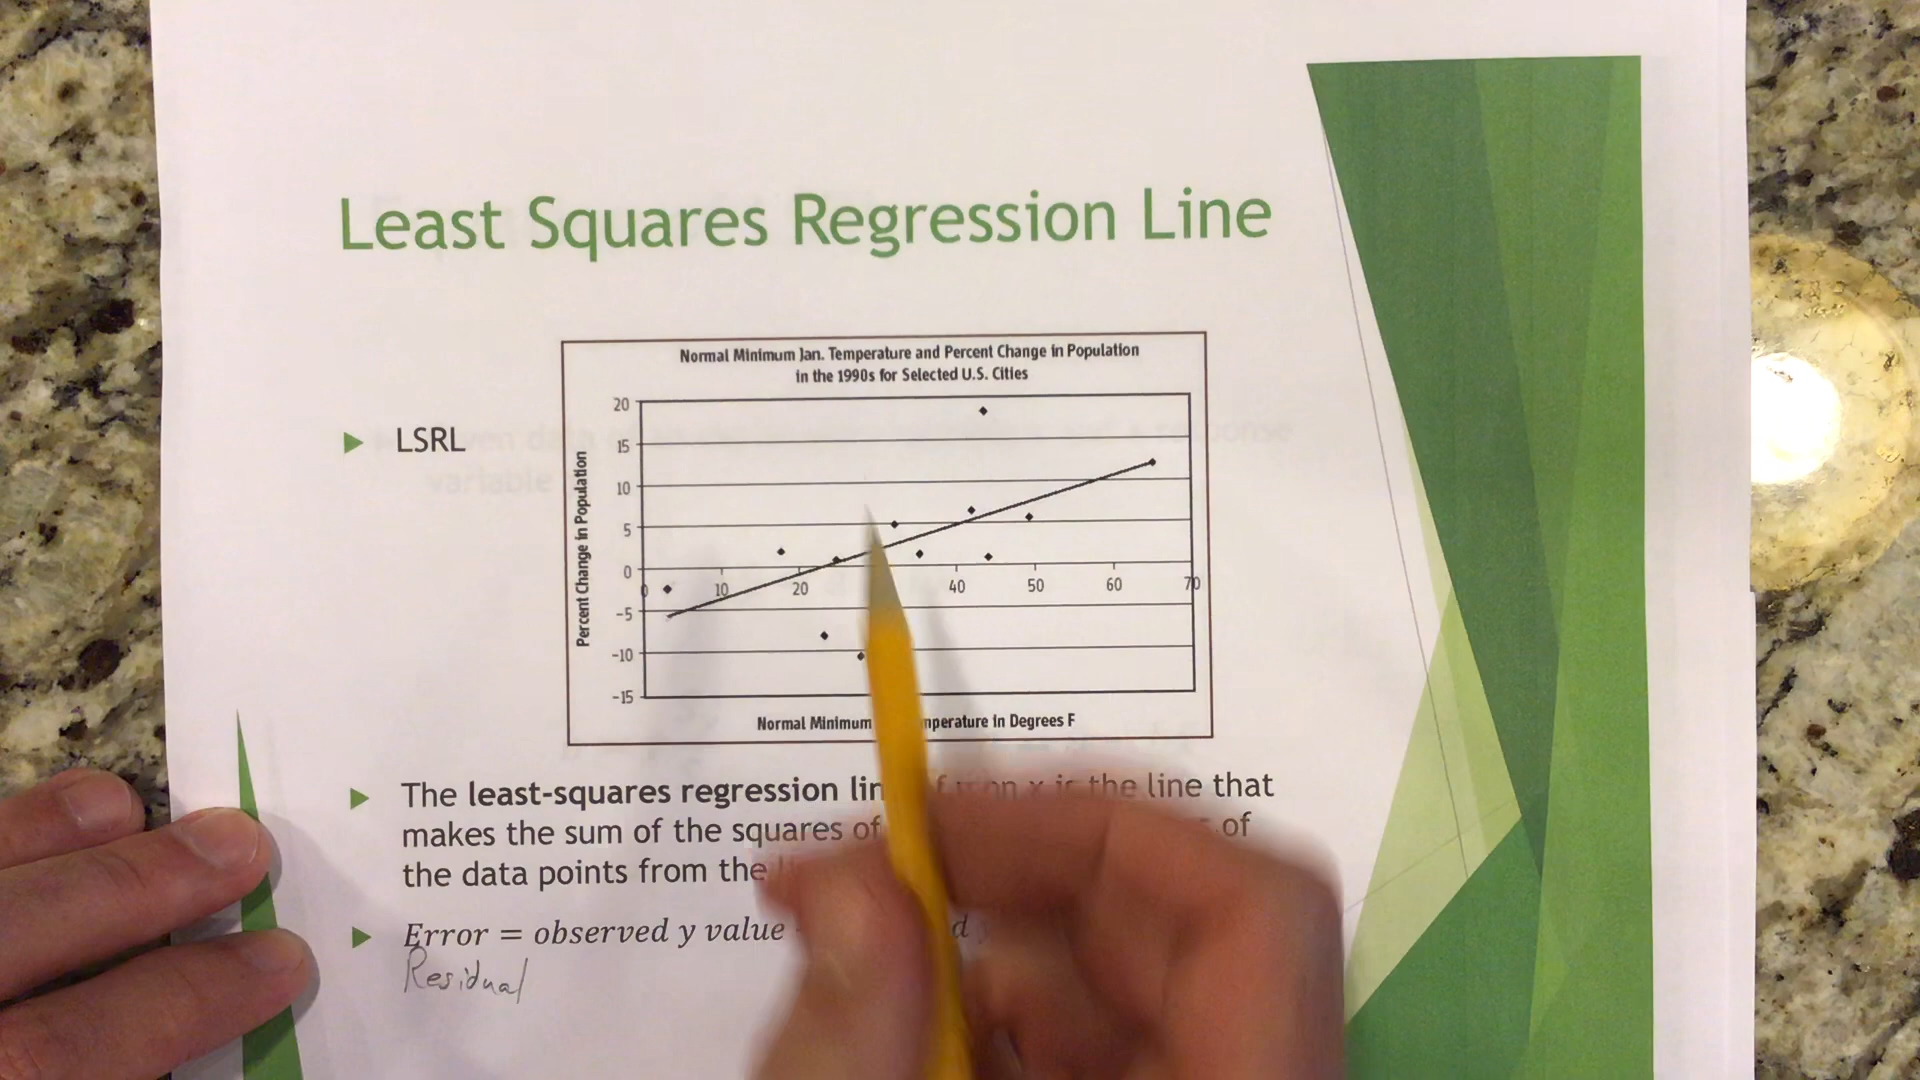 Least Squares Regression Line
LSRL
Normal Minimum Jan. Temperature and Percent Change in Population
in the 1990s for Selected U.S. Cities
Percent Change in Population
20
15
10
5
0
-5
-10
-15
0 10 20 40 50 60 70
Normal Minimum mperature in Degrees F
The least-squares regression lin x is the line that
makes the sum of the squares of of
the data points from the
Error = observed y value
Residual